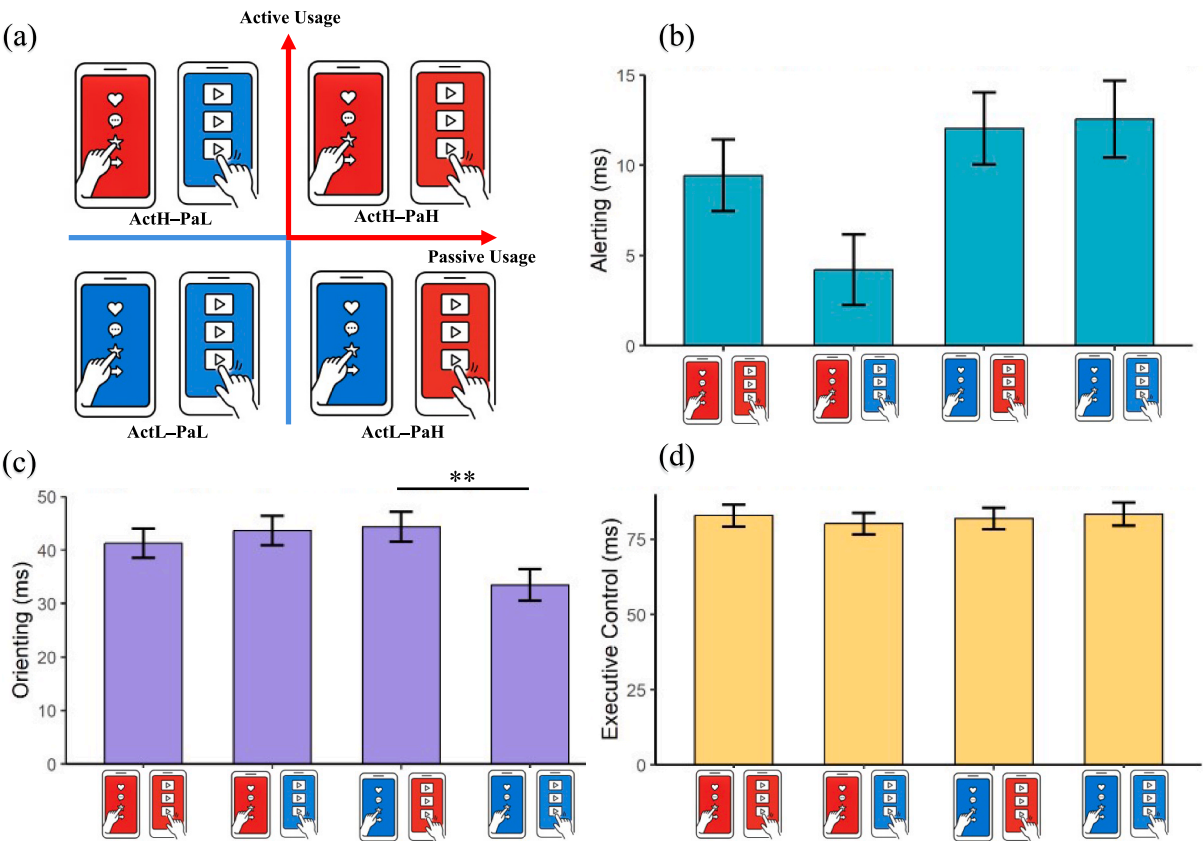 (a)
Active Usage
ActH–PaL
ActH–PaH
Passive Usage
ActL–PaL
ActL–PaH
(b)
Alerting (ms)
15
10
5
0
(c)
**
Orienting (ms)
50
40
30
20
10
0
(d)
Executive Control (ms)
75
50
25
0